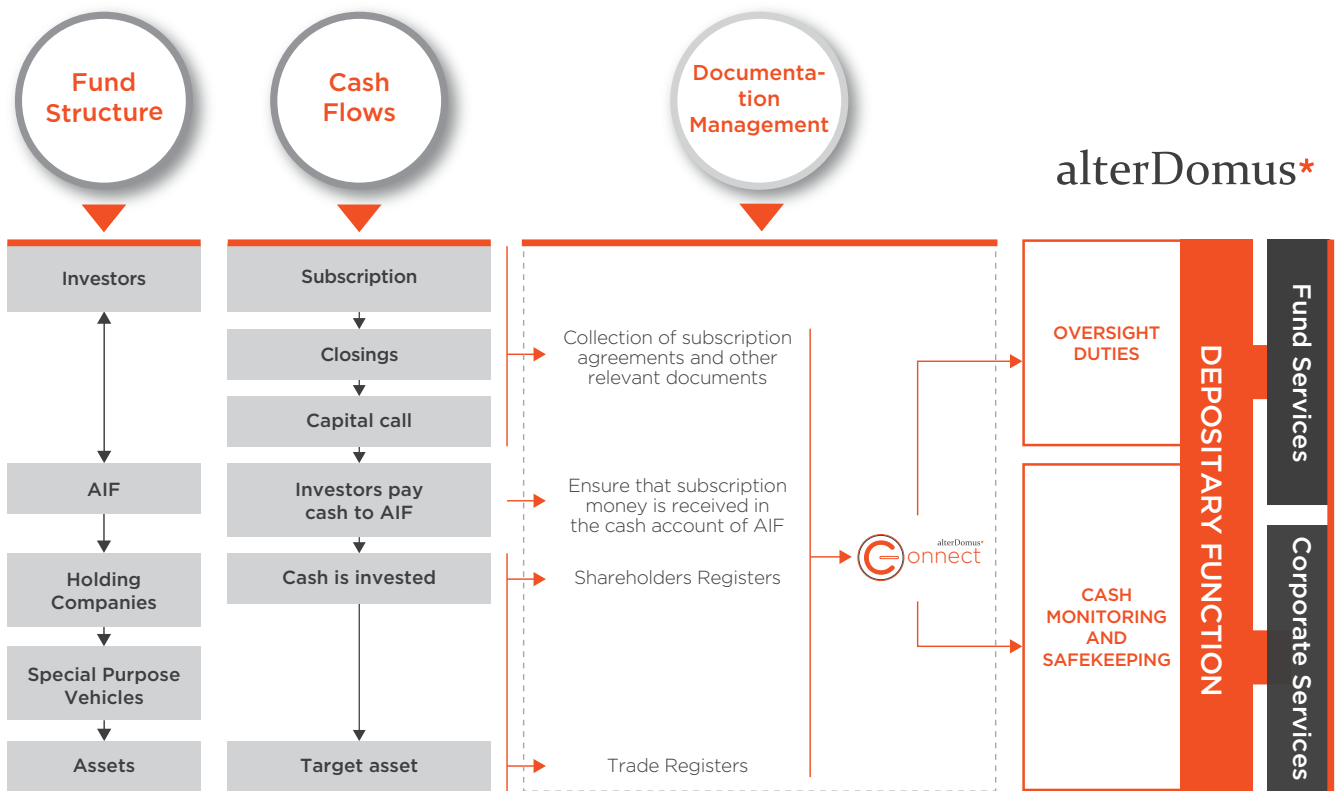 Fund
Structure
Cash
Flows
Documenta-
tion
Management
alterDomus*
Investors
AIF
Holding
Companies
Special Purpose
Vehicles
Assets
Subscription
Closings
Capital call
Investors pay
cash to AIF
Cash is invested
Target asset
Collection of subscription
agreements and other
relevant documents
Ensure that subscription
money is received in
the cash account of AIF
Shareholders Registers
Trade Registers
alterDomus*
Connect
OVERSIGHT
DUTIES
CASH
MONITORING
AND
SAFEKEEPING
DEPOSITARY FUNCTION
Fund Services
Corporate Services